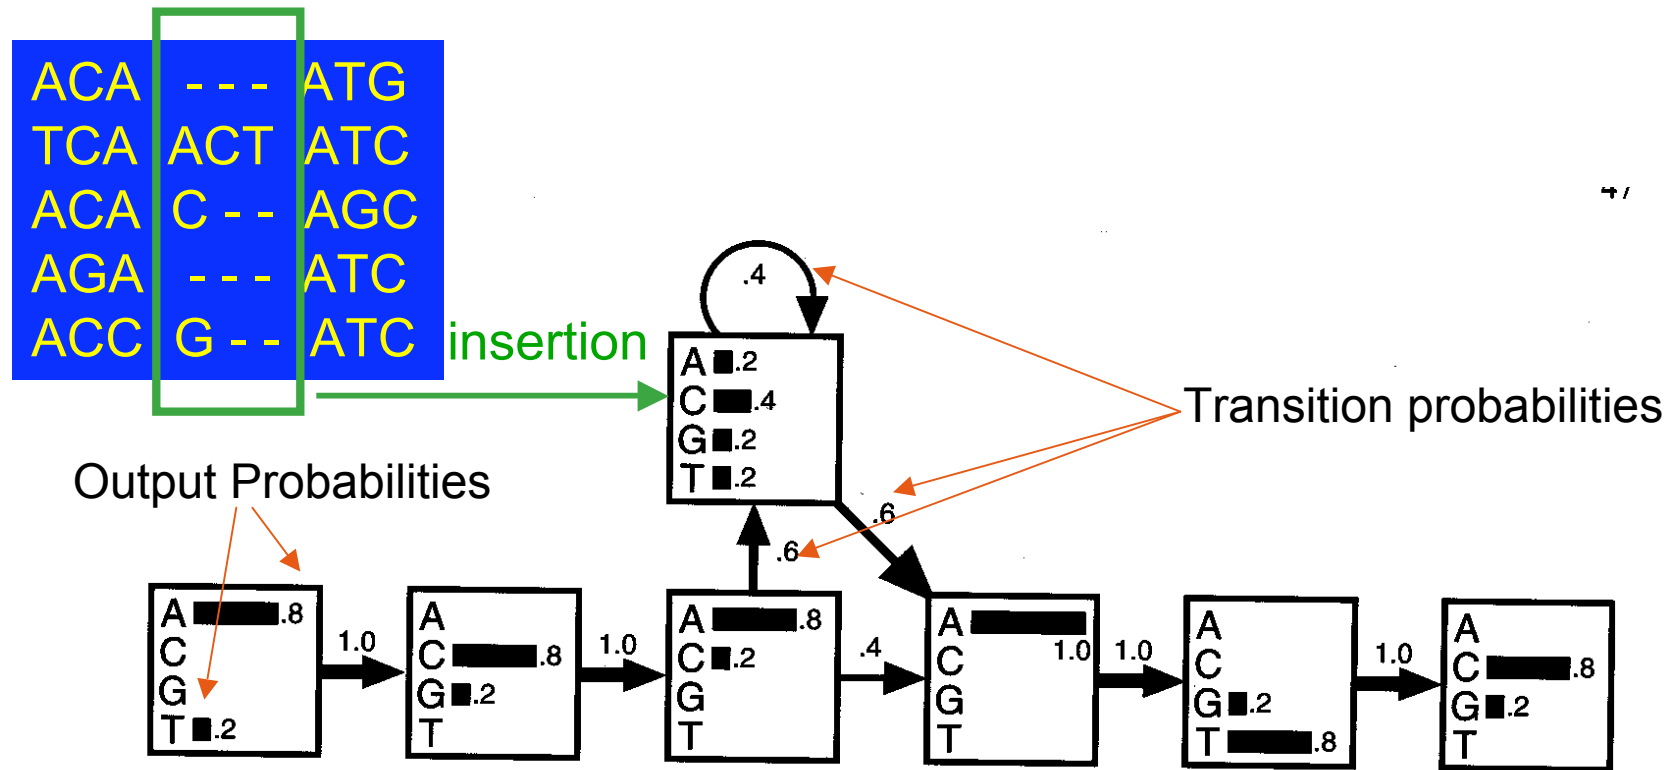 ACA - - - ATG
TCA ACT ATC
ACA C - - AGC
AGA - - - ATC
ACC G - - ATC
insertion
.4
A .2
C .4
G .2
T .2
Transition probabilities
Output Probabilities
.6
.6
A .8
C
G
T .2
1.0
A
C .8
G .2
T
1.0
A .8
C .2
G
T
.4
A 1.0
C
G
T
1.0
A
C
G .2
T .8
1.0
A
C .8
G .2
T